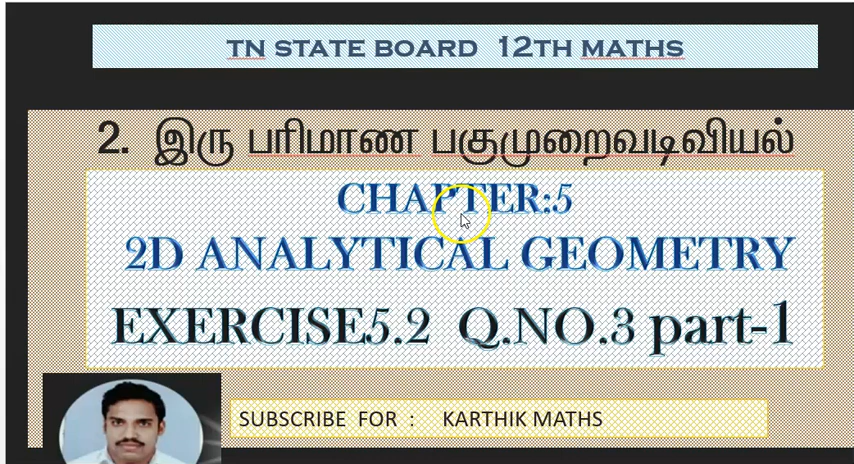 TN STATE BOARD 12TH MATHS
2. இரு பரிமாண பகுமுறைவடிவியல்
CHAPTER:5
2D ANALYTICAL GEOMETRY
EXERCISE5.2 Q.NO.3 part-1
SUBSCRIBE FOR : KARTHIK MATHS